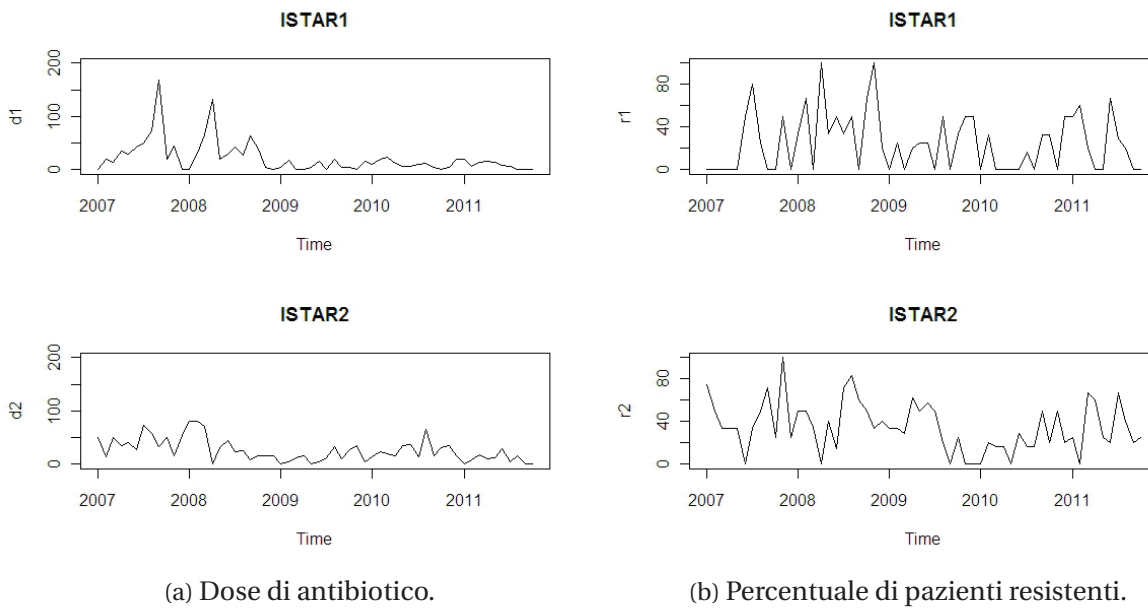 ISTAR1
d1
0 100 200
2007 2008 2009 2010 2011
Time
ISTAR1
r1
0 40 80
2007 2008 2009 2010 2011
Time
ISTAR2
d2
0 100 200
2007 2008 2009 2010 2011
Time
ISTAR2
r2
0 40 80
2007 2008 2009 2010 2011
Time
(a) Dose di antibiotico.
(b) Percentuale di pazienti resistenti.